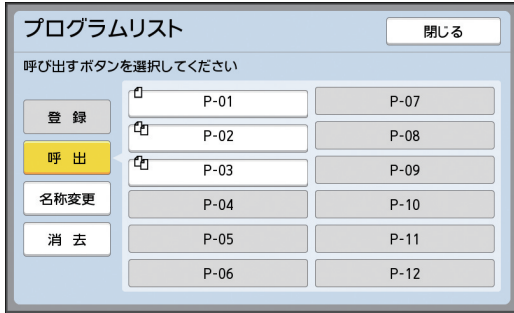 プログラムリスト
閉じる
呼び出すボタンを選択してください
登 録
呼 出
名称変更
消 去
P-01
P-02
P-03
P-04
P-05
P-06
P-07
P-08
P-09
P-10
P-11
P-12